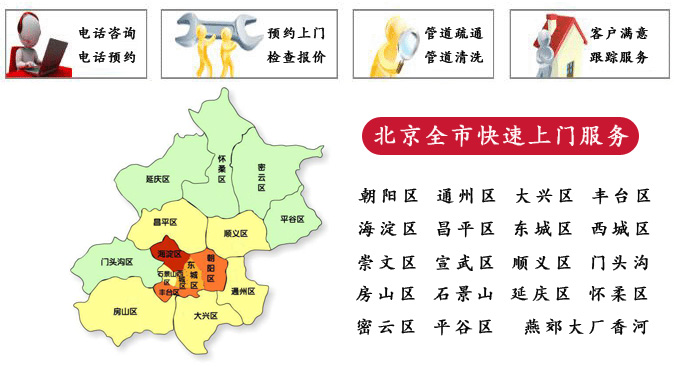 电话咨询
电话预约
预约上门
检查报价
管道疏通
管道清洗
客户满意
跟踪服务
北京全市快速上门服务
朝阳区 通州区 大兴区 丰台区
海淀区 昌平区 东城区 西城区
崇文区 宣武区 顺义区 门头沟
房山区 石景山 延庆区 怀柔区
密云区 平谷区 燕郊大厂香河
怀柔区
密云区
延庆区
平谷区
昌平区
顺义区
海淀区
门头沟区
朝阳区
东城区
石景山区
西城区
丰台区
通州区
房山区
大兴区